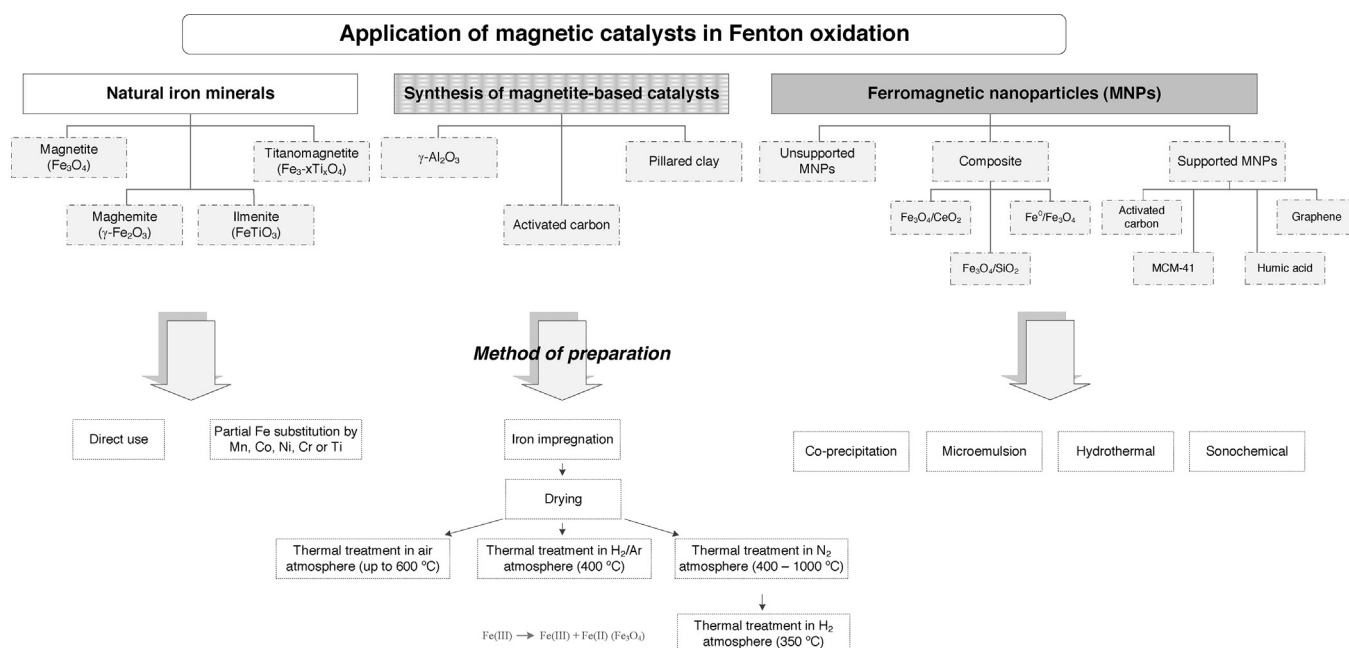 Application of magnetic catalysts in Fenton oxidation
Natural iron minerals
Synthesis of magnetite-based catalysts
Ferromagnetic nanoparticles (MNPs)
Magnetite
(Fe₃O₄)
Titanomagnetite
(Fe₃-xTiₓO₄)
Maghemite
(γ-Fe₂O₃)
Ilmenite
(FeTiO₃)
γ-Al₂O₃
Pillared clay
Activated carbon
Unsupported
MNPs
Composite
Supported MNPs
Fe₃O₄/CeO₂
Fe⁰/Fe₃O₄
Fe₃O₄/SiO₂
Activated
carbon
Graphene
MCM-41
Humic acid
Method of preparation
Direct use
Partial Fe substitution by
Mn, Co, Ni, Cr or Ti
Iron impregnation
Drying
Thermal treatment in air
atmosphere (up to 600 ºC)
Thermal treatment in H₂/Ar
atmosphere (400 ºC)
Thermal treatment in N₂
atmosphere (400 – 1000 ºC)
Thermal treatment in H₂
atmosphere (350 ºC)
Fe(III) → Fe(III) + Fe(II) (Fe₃O₄)
Co-precipitation
Microemulsion
Hydrothermal
Sonochemical